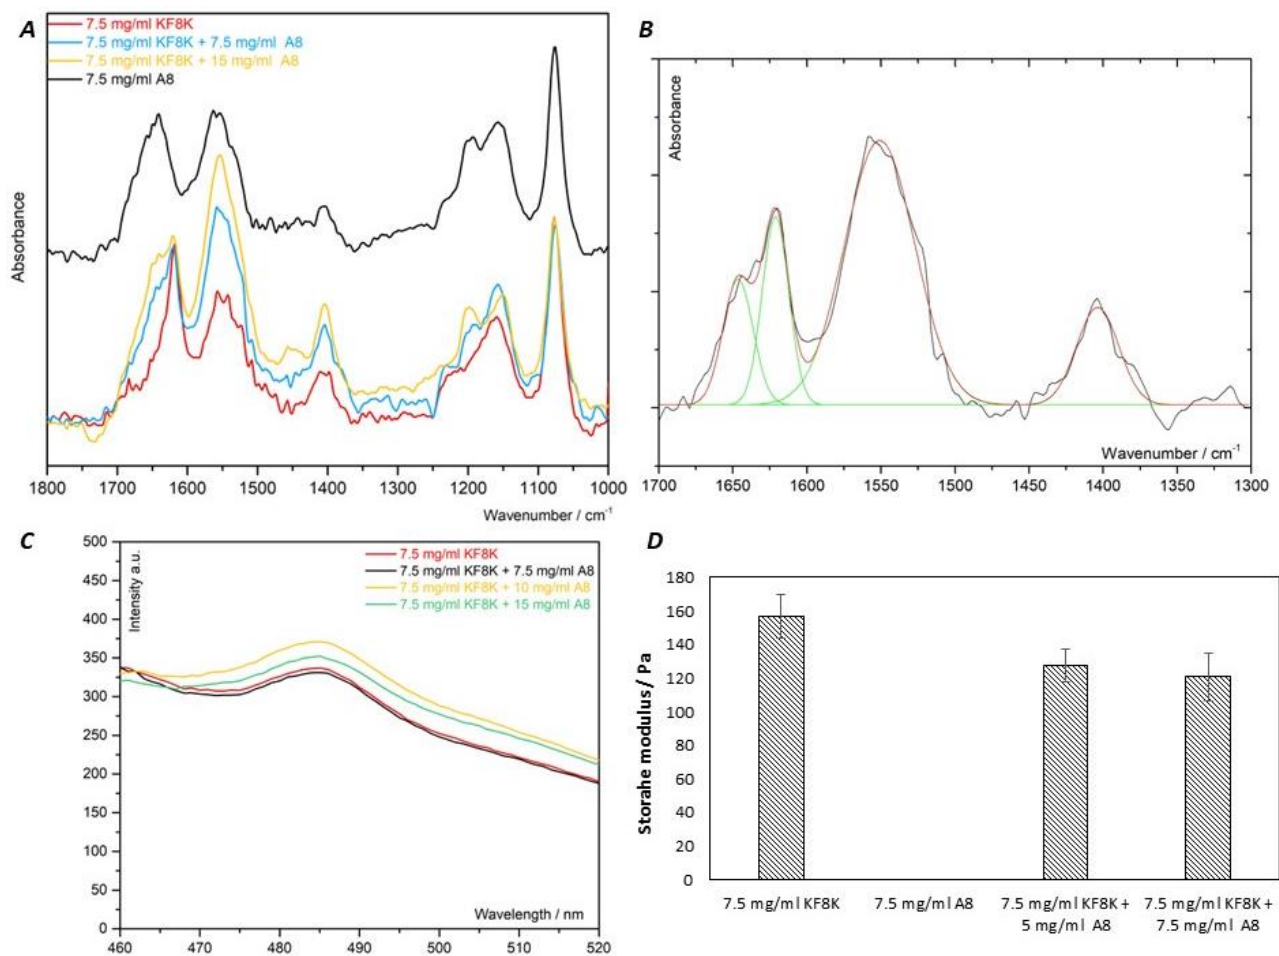 A
7.5 mg/ml KF8K
7.5 mg/ml KF8K + 7.5 mg/ml A8
7.5 mg/ml KF8K + 15 mg/ml A8
7.5 mg/ml A8
Absorbance
1800 1700 1600 1500 1400 1300 1200 1100 1000
Wavenumber / cm⁻¹
B
Absorbance
Wavenumber / cm⁻¹
1700 1650 1600 1550 1500 1450 1400 1350 1300
C
7.5 mg/ml KF8K
7.5 mg/ml KF8K + 7.5 mg/ml A8
7.5 mg/ml KF8K + 10 mg/ml A8
7.5 mg/ml KF8K + 15 mg/ml A8
Intensity a.u.
500
450
400
350
300
250
200
150
100
50
0
Wavelength / nm
460 470 480 490 500 510 520
D
Storahe modulus / Pa
180
160
140
120
100
80
60
40
20
0
7.5 mg/ml KF8K
7.5 mg/ml A8
7.5 mg/ml KF8K +
5 mg/ml A8
7.5 mg/ml KF8K +
7.5 mg/ml A8